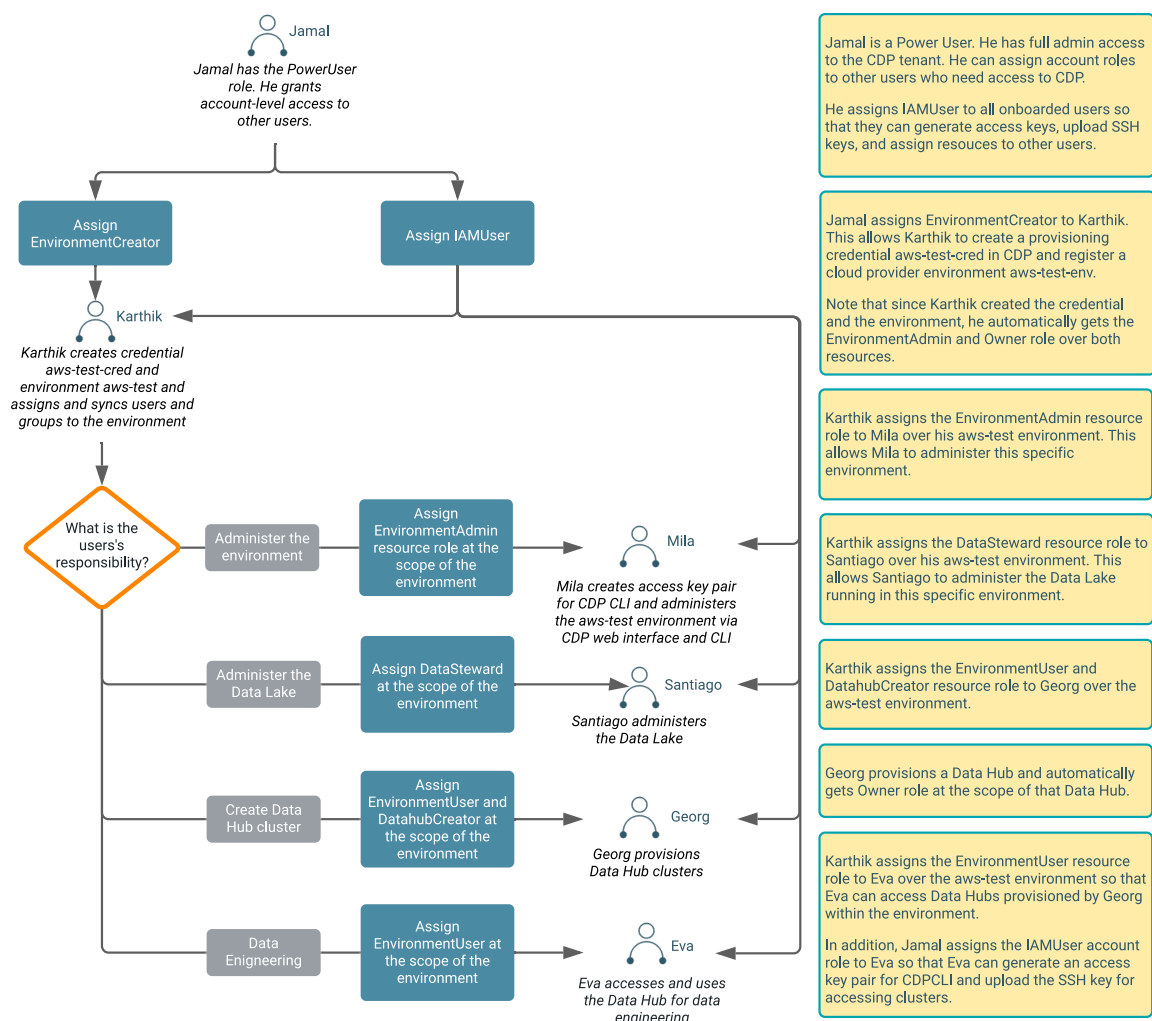 Jamal
Jamal has the PowerUser
role. He grants
account-level access to
other users.
Assign
EnvironmentCreator
Assign IAMUser
Karthik
Karthik creates credential
aws-test-cred and
environment aws-test and
assigns and syncs users and
groups to the environment
What is the
users's
responsibility?
Administer the
environment
Assign
EnvironmentAdmin
resource role at the
scope of the
environment
Mila
Mila creates access key pair
for CDP CLI and administers
the aws-test environment via
CDP web interface and CLI
Administer the
Data Lake
Assign DataSteward
at the scope of the
environment
Santiago
Santiago administers
the Data Lake
Create Data
Hub cluster
Assign
EnvironmentUser and
DatahubCreator at
the scope of the
environment
Georg
Georg provisions
Data Hub clusters
Data
Enigneering
Assign
EnvironmentUser at
the scope of the
environment
Eva
Eva accesses and uses
the Data Hub for data
engineering
Jamal is a Power User. He has full admin access
to the CDP tenant. He can assign account roles
to other users who need access to CDP.
He assigns IAMUser to all onboarded users so
that they can generate access keys, upload SSH
keys, and assign resouces to other users.
Jamal assigns EnvironmentCreator to Karthik.
This allows Karthik to create a provisioning
credential aws-test-cred in CDP and register a
cloud provider environment aws-test-env.
Note that since Karthik created the credential
and the environment, he automatically gets the
EnvironmentAdmin and Owner role over both
resources.
Karthik assigns the EnvironmentAdmin resource
role to Mila over his aws-test environment. This
allows Mila to administer this specific
environment.
Karthik assigns the DataSteward resource role to
Santiago over his aws-test environment. This
allows Santiago to administer the Data Lake
running in this specific environment.
Karthik assigns the EnvironmentUser and
DatahubCreator resource role to Georg over the
aws-test environment.
Georg provisions a Data Hub and automatically
gets Owner role at the scope of that Data Hub.
Karthik assigns the EnvironmentUser resource
role to Eva over the aws-test environment so that
Eva can access Data Hubs provisioned by Georg
within the environment.
In addition, Jamal assigns the IAMUser account
role to Eva so that Eva can generate an access
key pair for CDPCLI and upload the SSH key for
accessing clusters.